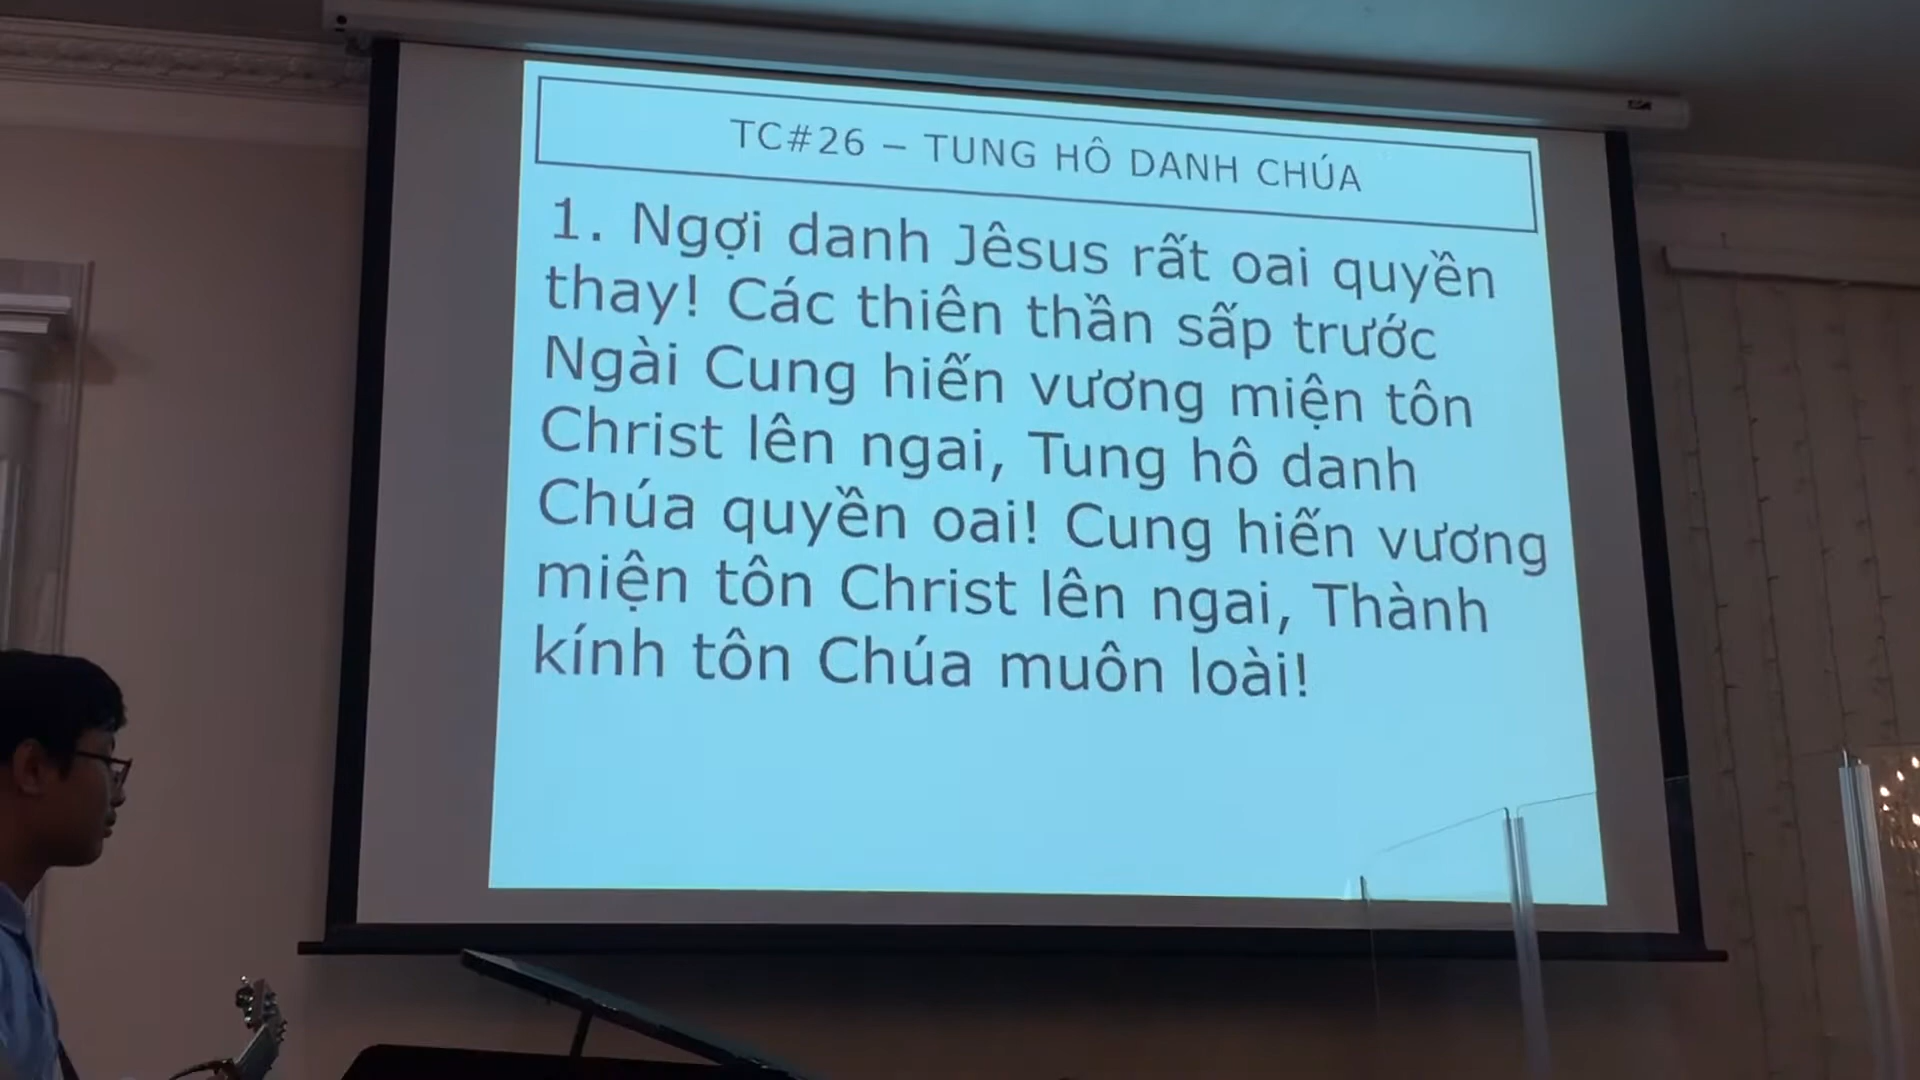 TC#26 – TUNG HÔ DANH CHÚA
1. Ngợi danh Jêsus rất oai quyền
thay! Các thiên thần sấp trước
Ngài Cung hiến vương miện tôn
Christ lên ngai, Tung hô danh
Chúa quyền oai! Cung hiến vương
miện tôn Christ lên ngai, Thành
kính tôn Chúa muôn loài!